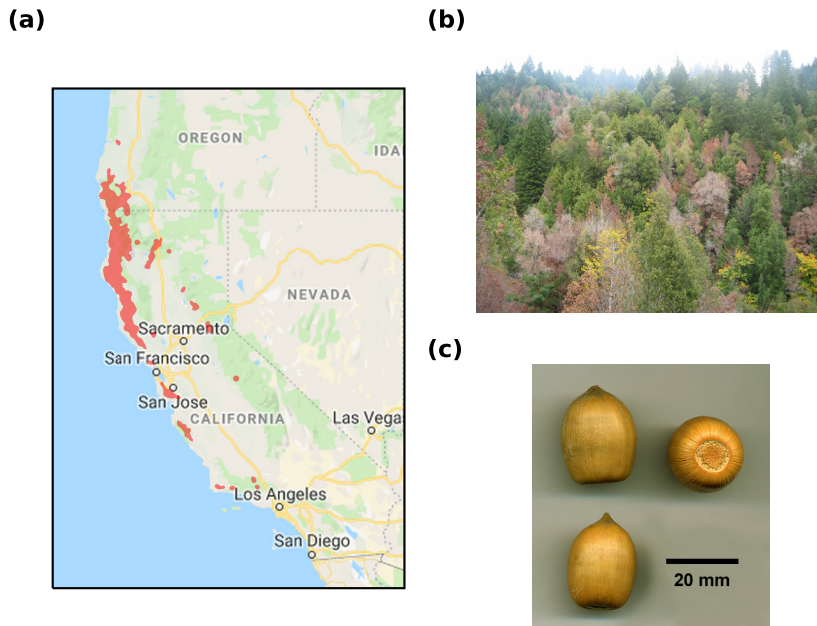 (a)
(b)
OREGON
IDA
NEVADA
Sacramento
San Francisco
San Jose
CALIFORNIA
Las Vega
Los Angeles
San Diego
(c)
20 mm